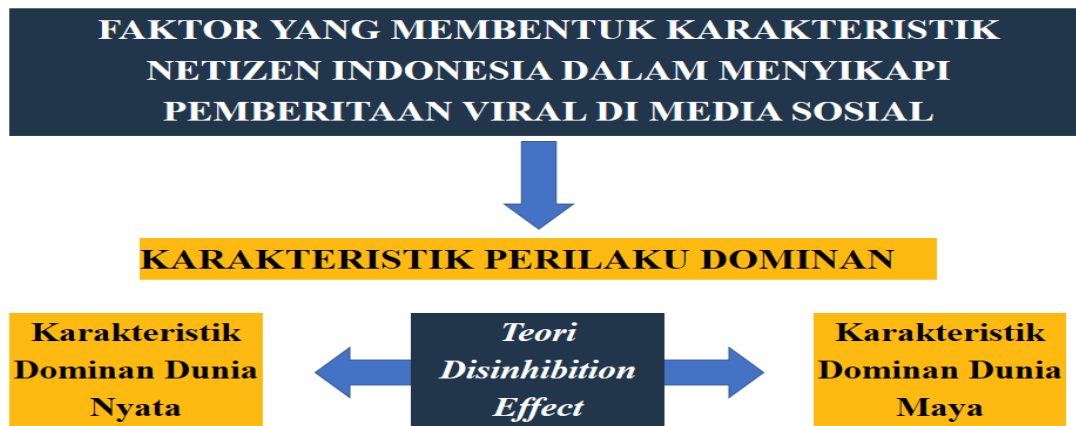 FAKTOR YANG MEMBENTUK KARAKTERISTIK
NETIZEN INDONESIA DALAM MENYIKAPI
PEMBERITAAN VIRAL DI MEDIA SOSIAL
KARAKTERISTIK PERILAKU DOMINAN
Karakteristik
Dominan Dunia
Nyata
Teori
Disinhibition
Effect
Karakteristik
Dominan Dunia
Maya